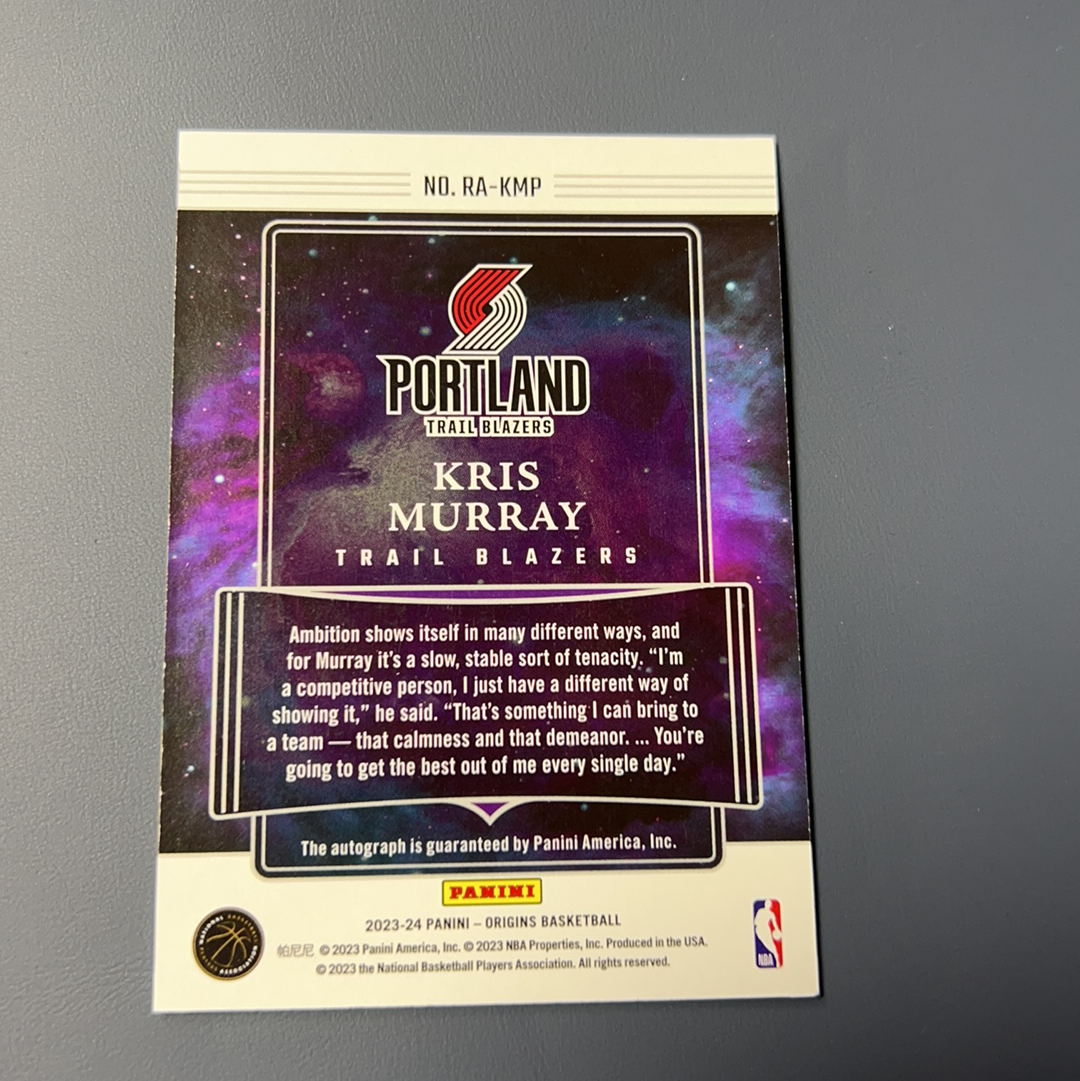 NO. RA-KMP
PORTLAND
TRAIL BLAZERS
KRIS
MURRAY
TRAIL BLAZERS
Ambition shows itself in many different ways, and
for Murray it's a slow, stable sort of tenacity. “I'm
a competitive person, I just have a different way of
showing it,” he said. “That's something I can bring to
a team — that calmness and that demeanor. ... You're
going to get the best out of me every single day.”
The autograph is guaranteed by Panini America, Inc.
PANINI
2023-24 PANINI – ORIGINS BASKETBALL
帕尼尼 © 2023 Panini America, Inc. © 2023 NBA Properties, Inc. Produced in the USA.
© 2023 the National Basketball Players Association. All rights reserved.
NATIONAL BASKETBALL
PLAYERS ASSOCIATION
NBA